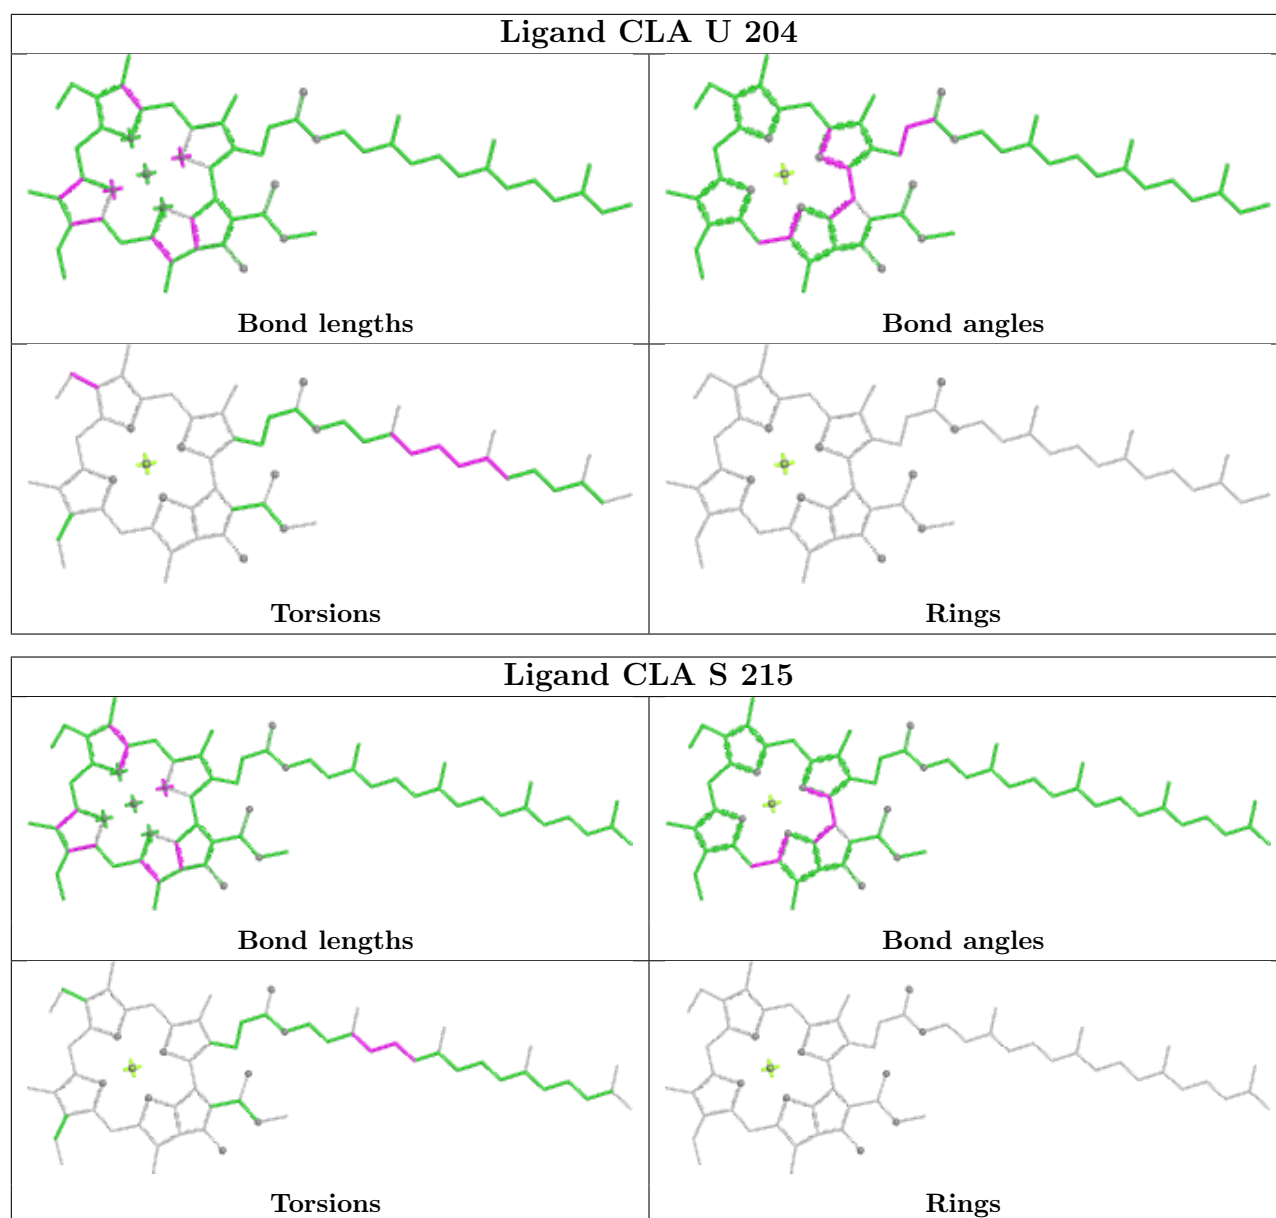 Ligand CLA U 204
Bond lengths
Bond angles
Torsions
Rings
Ligand CLA S 215
Bond lengths
Bond angles
Torsions
Rings